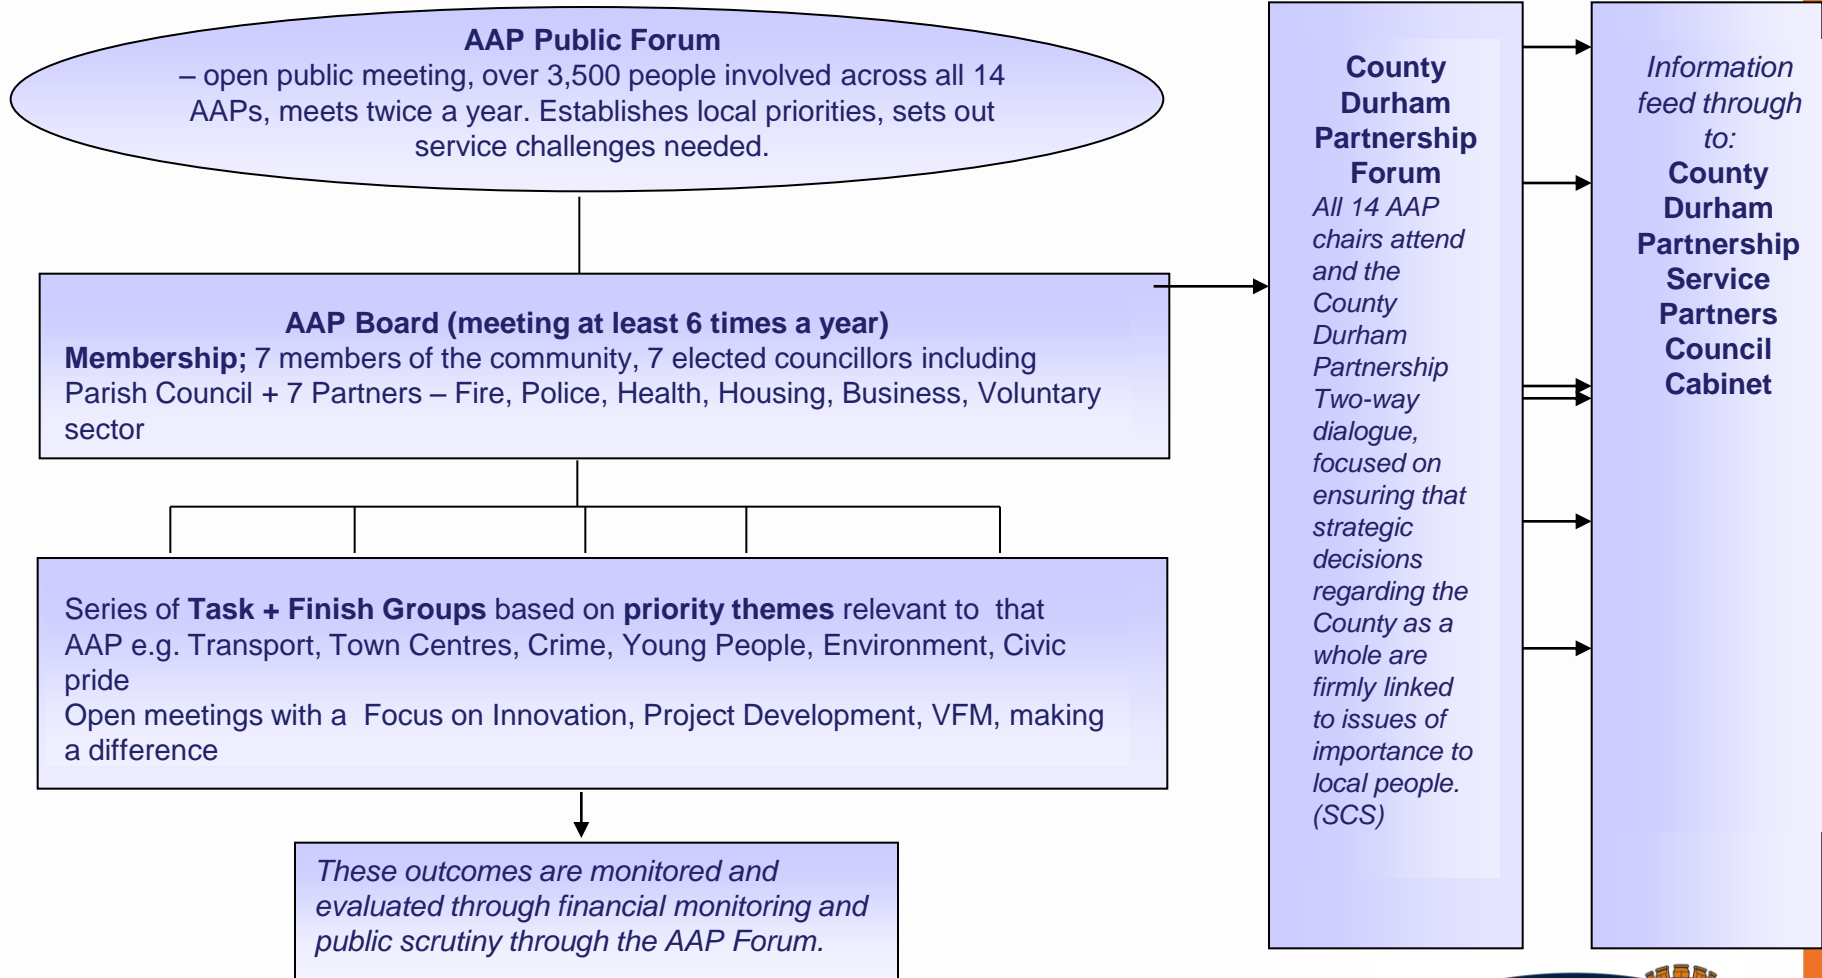 AAP Public Forum
– open public meeting, over 3,500 people involved across all 14
AAPs, meets twice a year. Establishes local priorities, sets out
service challenges needed.
AAP Board (meeting at least 6 times a year)
Membership; 7 members of the community, 7 elected councillors including
Parish Council + 7 Partners – Fire, Police, Health, Housing, Business, Voluntary
sector
Series of Task + Finish Groups based on priority themes relevant to that
AAP e.g. Transport, Town Centres, Crime, Young People, Environment, Civic
pride
Open meetings with a Focus on Innovation, Project Development, VFM, making
a difference
These outcomes are monitored and
evaluated through financial monitoring and
public scrutiny through the AAP Forum.
County
Durham
Partnership
Forum
All 14 AAP
chairs attend
and the
County
Durham
Partnership
Two-way
dialogue,
focused on
ensuring that
strategic
decisions
regarding the
County as a
whole are
firmly linked
to issues of
importance to
local people.
(SCS)
Information
feed through
to:
County
Durham
Partnership
Service
Partners
Council
Cabinet